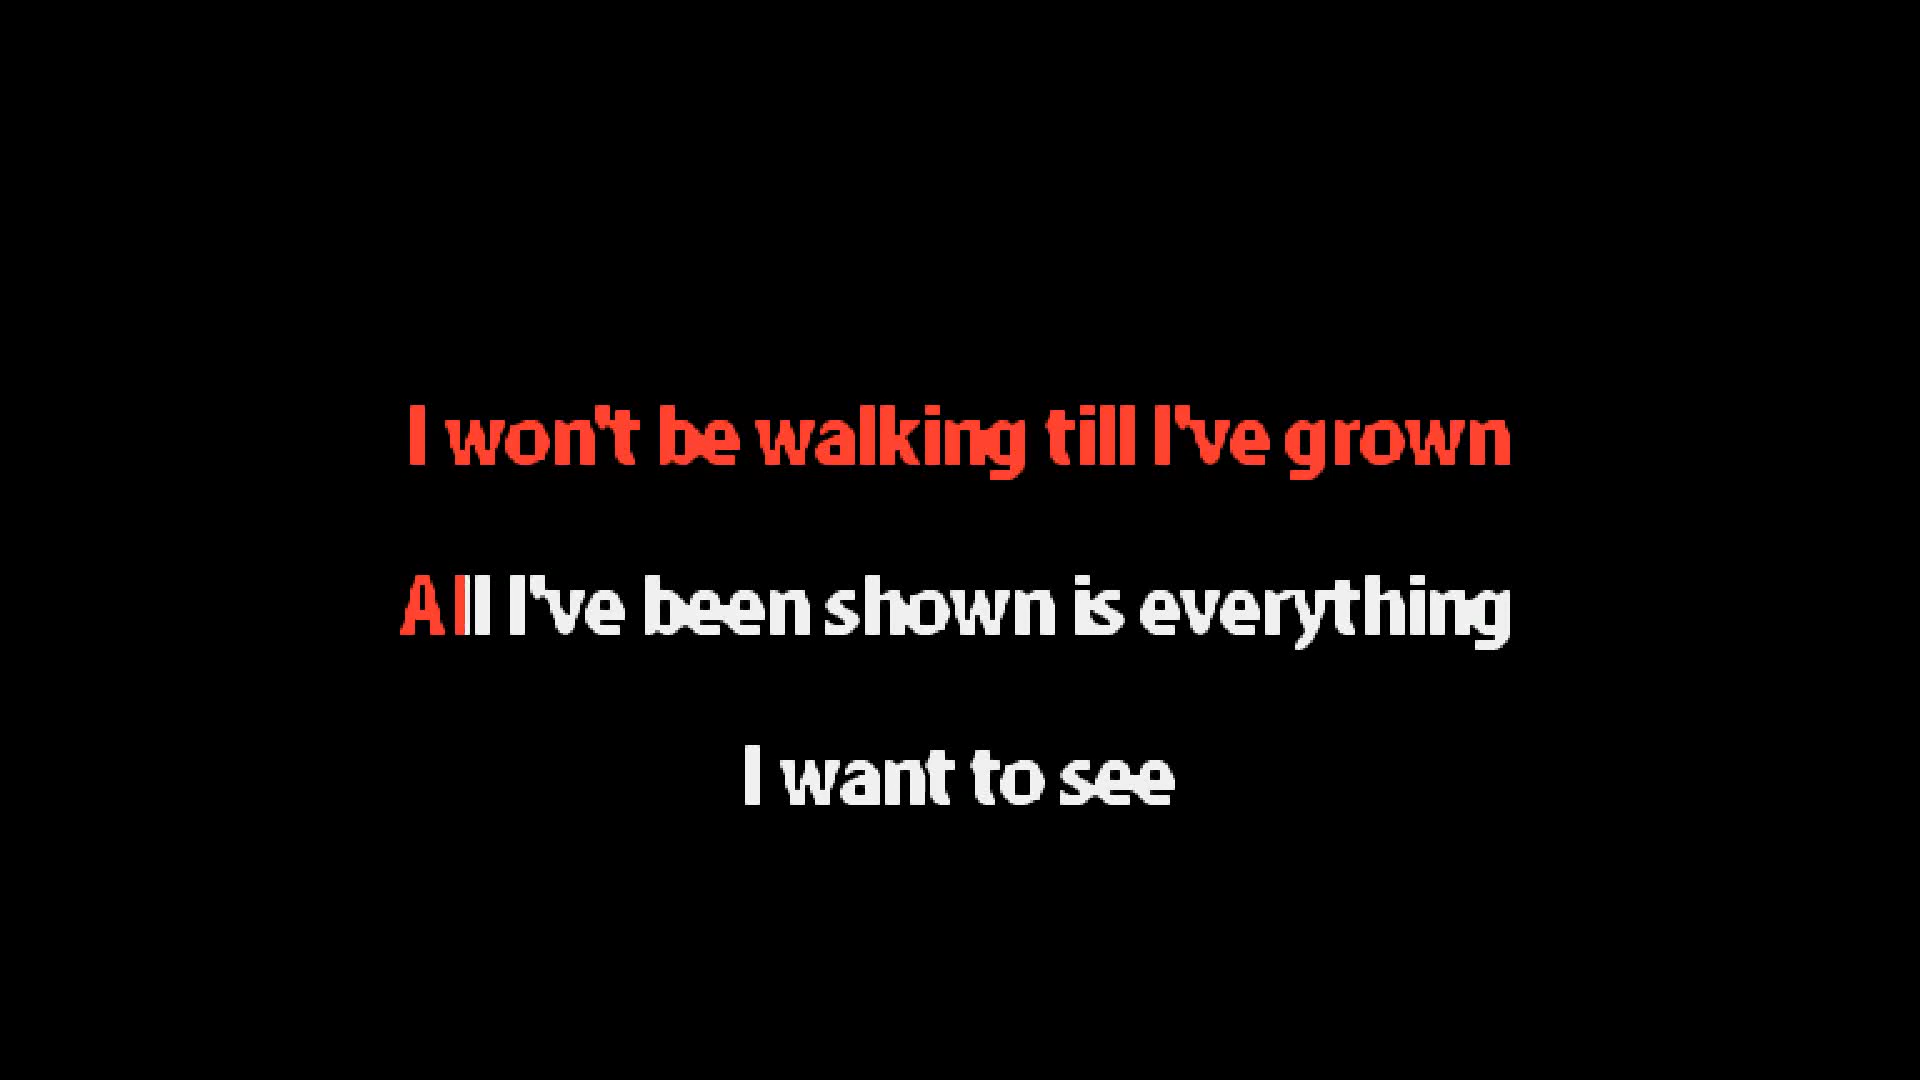 I won't be walking till I've grown
All I've been shown is everything
I want to see